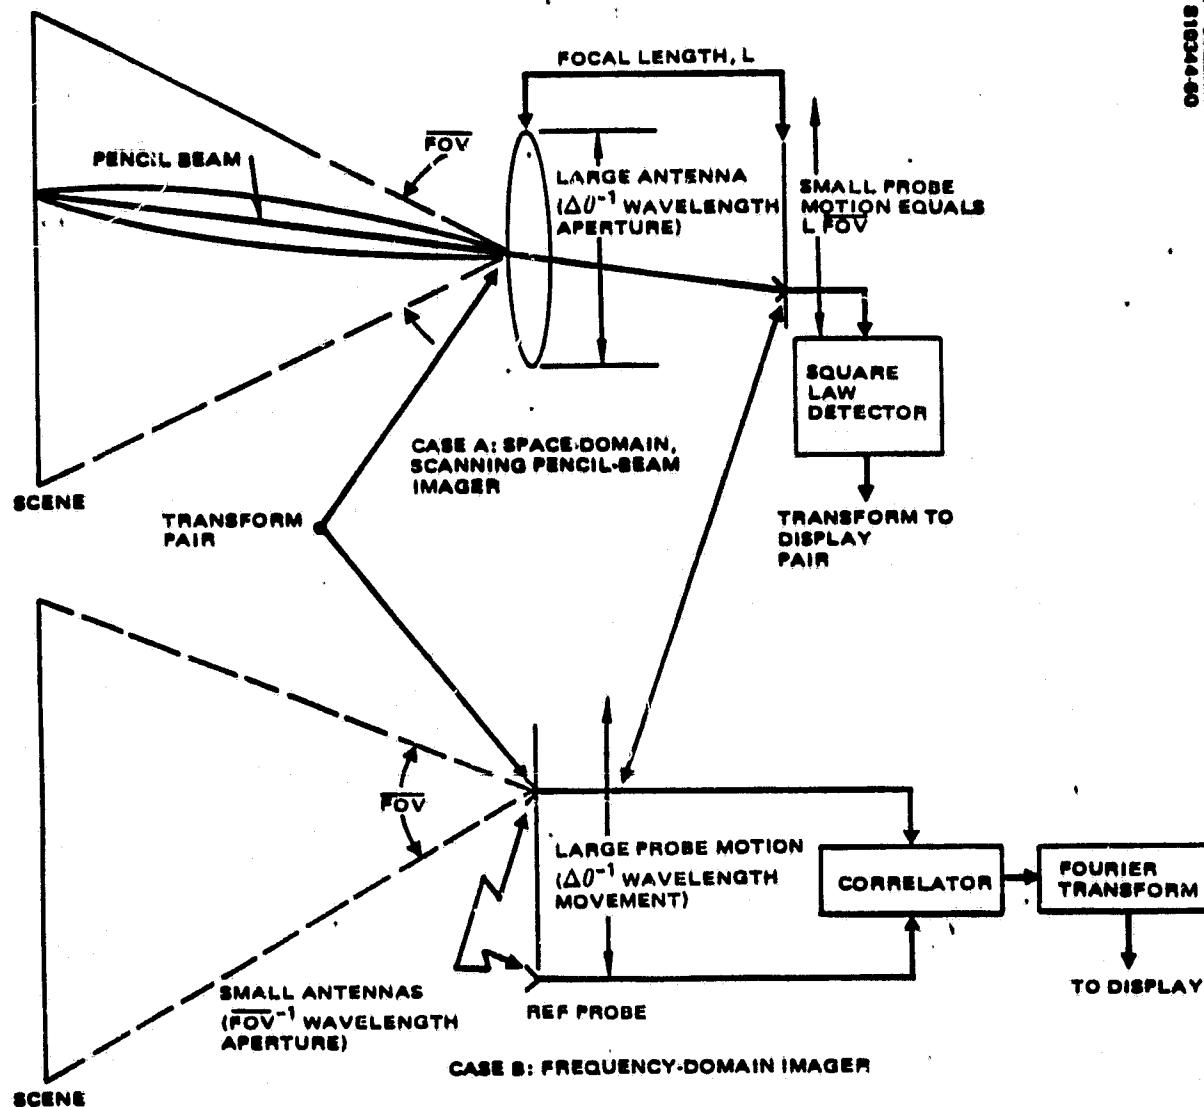 818344-60
FOCAL LENGTH, L
FOV
PENCIL BEAM
LARGE ANTENNA
(Δθ⁻¹ WAVELENGTH
APERTURE)
SMALL PROBE
MOTION EQUALS
L FOV
SQUARE
LAW
DETECTOR
CASE A: SPACE-DOMAIN,
SCANNING PENCIL-BEAM
IMAGER
SCENE
TRANSFORM
PAIR
TRANSFORM TO
DISPLAY
PAIR
FOV
LARGE PROBE MOTION
(Δθ⁻¹ WAVELENGTH
MOVEMENT)
CORRELATOR
FOURIER
TRANSFORM
SMALL ANTENNAS
(FOV⁻¹ WAVELENGTH
APERTURE)
REF PROBE
TO DISPLAY
CASE B: FREQUENCY-DOMAIN IMAGER
SCENE